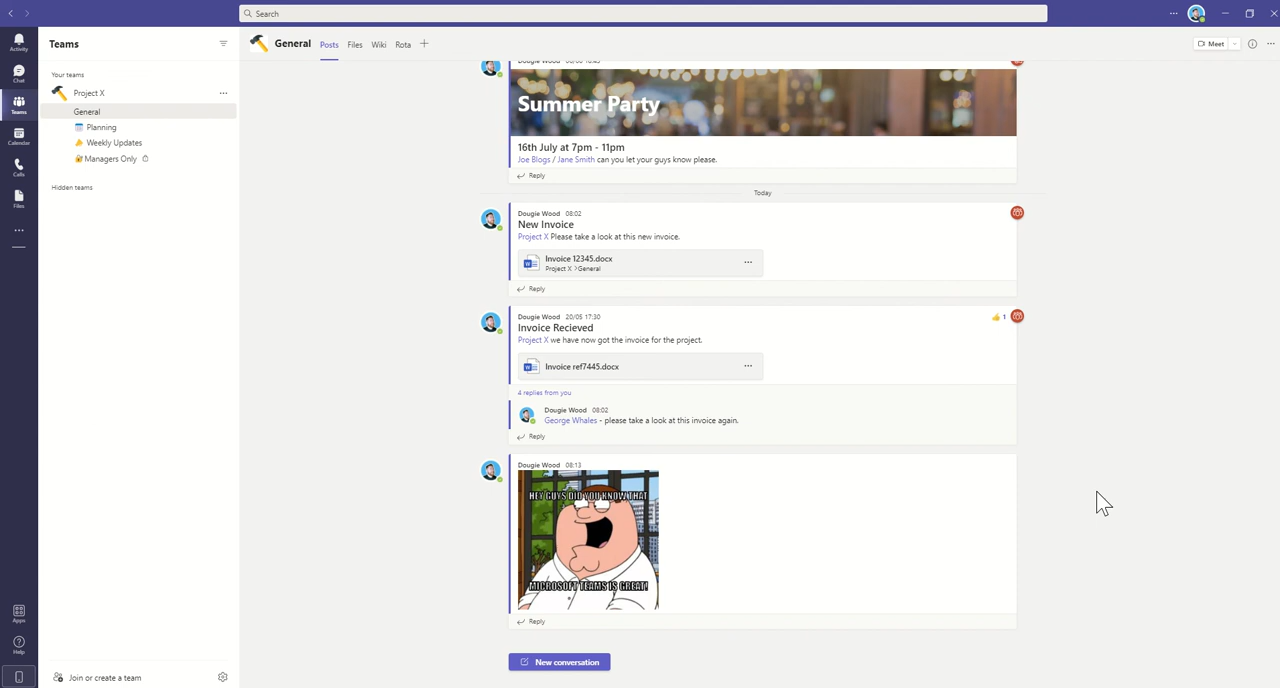 Search
Activity
Chat
Teams
Calendar
Calls
Files
Apps
Help
Teams
Your teams
Project X
General
Planning
Weekly Updates
Managers Only
Hidden teams
Join or create a team
General
Posts
Files
Wiki
Rota
Meet
Summer Party
16th July at 7pm - 11pm
Joe Blogs / Jane Smith can you let your guys know please.
Reply
Today
Dougie Wood 08:02
New Invoice
Project X Please take a look at this new invoice.
Invoice 12345.docx
Project X >General
Reply
Dougie Wood 20/05 17:30
1
Invoice Recieved
Project X we have now got the invoice for the project.
Invoice ref7445.docx
4 replies from you
Dougie Wood 08:02
George Whales - please take a look at this invoice again.
Reply
Dougie Wood 08:13
HEY GUYS DID YOU KNOW THAT
MICROSOFT TEAMS IS GREAT!
Reply
New conversation